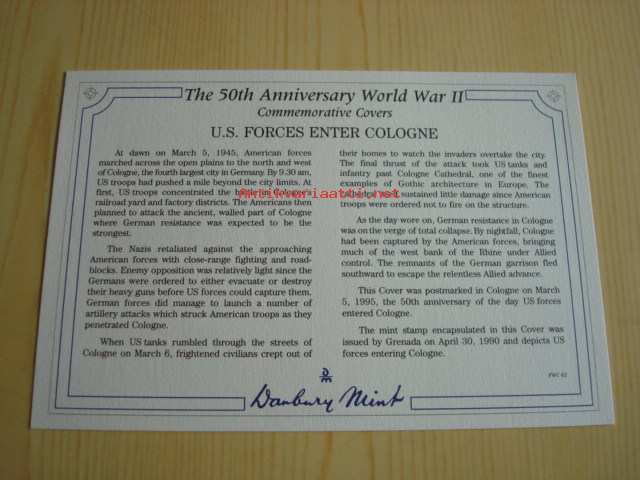 The 50th Anniversary World War II
Commemorative Covers
U.S. FORCES ENTER COLOGNE
At dawn on March 5, 1945, American forces
marched across the open plains to the north and west
of Cologne, the fourth largest city in Germany. By 9.30 am,
US troops had pushed a mile beyond the city limits. At
first, US troops concentrated the battle in Cologne's
railroad yard and factory districts. The Americans then
planned to attack the ancient, walled part of Cologne
where German resistance was expected to be the
strongest.
The Nazis retaliated against the approaching
American forces with close-range fighting and road-
blocks. Enemy opposition was relatively light since the
Germans were ordered to either evacuate or destroy
their heavy guns before US forces could capture them.
German forces did manage to launch a number of
artillery attacks which struck American troops as they
penetrated Cologne.
When US tanks rumbled through the streets of
Cologne on March 6, frightened civilians crept out of
their homes to watch the invaders overtake the city.
The final thrust of the attack took US tanks and
infantry past Cologne Cathedral, one of the finest
examples of Gothic architecture in Europe. The
cathedral had sustained little damage since American
troops were ordered not to fire on the structure.
As the day wore on, German resistance in Cologne
was on the verge of total collapse. By nightfall, Cologne
had been captured by the American forces, bringing
much of the west bank of the Rhine under Allied
control. The remnants of the German garrison fled
southward to escape the relentless Allied advance.
This Cover was postmarked in Cologne on March
5, 1995, the 50th anniversary of the day US forces
entered Cologne.
The mint stamp encapsulated in this Cover was
issued by Grenada on April 30, 1990 and depicts US
forces entering Cologne.
Antikvariaatti.net
D
m
Danbury Mint